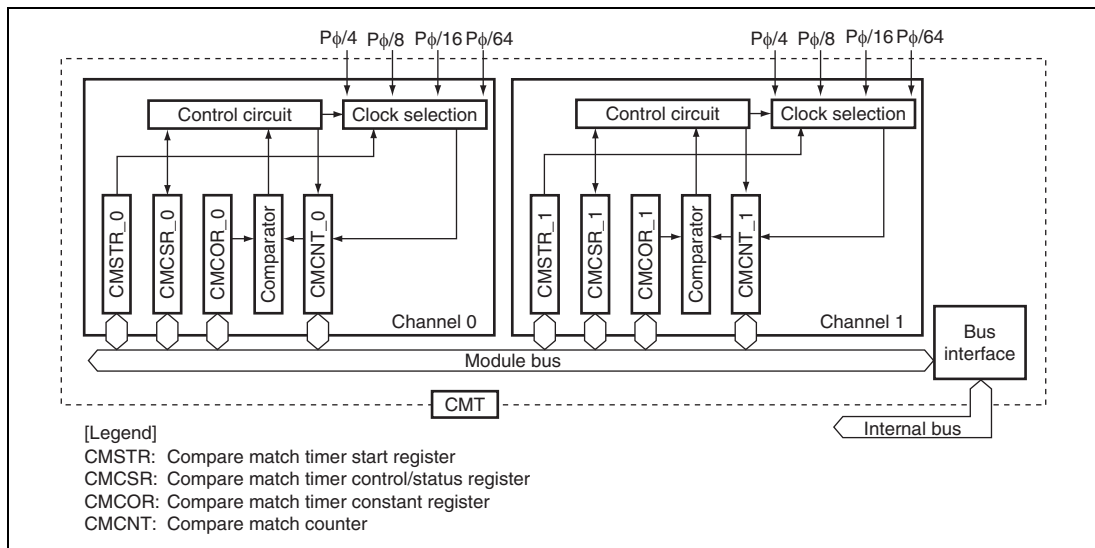 Pϕ/4 Pϕ/8 Pϕ/16 Pϕ/64
Pϕ/4 Pϕ/8 Pϕ/16 Pϕ/64
Control circuit
Clock selection
CMSTR_0
CMCSR_0
CMCOR_0
Comparator
CMCNT_0
Channel 0
Control circuit
Clock selection
CMSTR_1
CMCSR_1
CMCOR_1
Comparator
CMCNT_1
Channel 1
Bus
interface
Module bus
CMT
Internal bus
[Legend]
CMSTR: Compare match timer start register
CMCSR: Compare match timer control/status register
CMCOR: Compare match timer constant register
CMCNT: Compare match counter